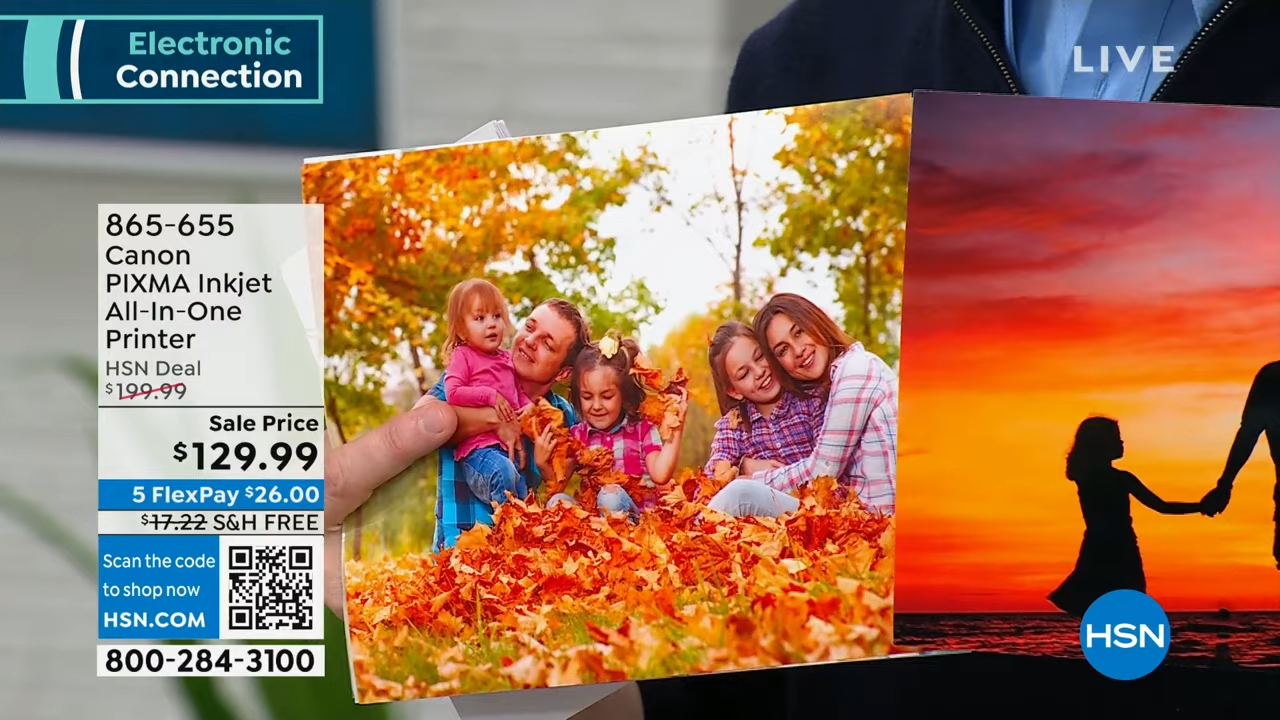 Electronic
Connection
LIVE
865-655
Canon
PIXMA Inkjet
All-In-One
Printer
HSN Deal
$199.99
Sale Price
$129.99
5 FlexPay $26.00
$17.22 S&H FREE
Scan the code
to shop now
HSN.COM
800-284-3100
HSN